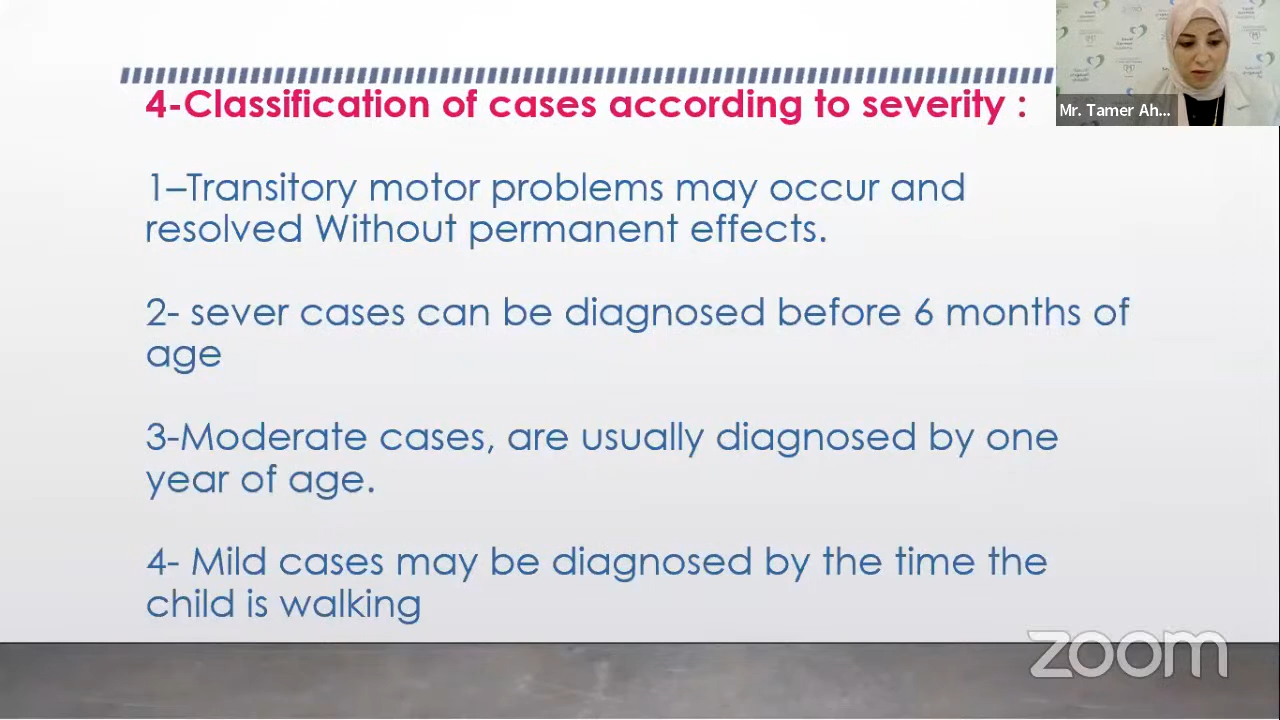 4-Classification of cases according to severity :
1–Transitory motor problems may occur and
resolved Without permanent effects.
2- sever cases can be diagnosed before 6 months of
age
3-Moderate cases, are usually diagnosed by one
year of age.
4- Mild cases may be diagnosed by the time the
child is walking
Mr. Tamer Ah...
zoom